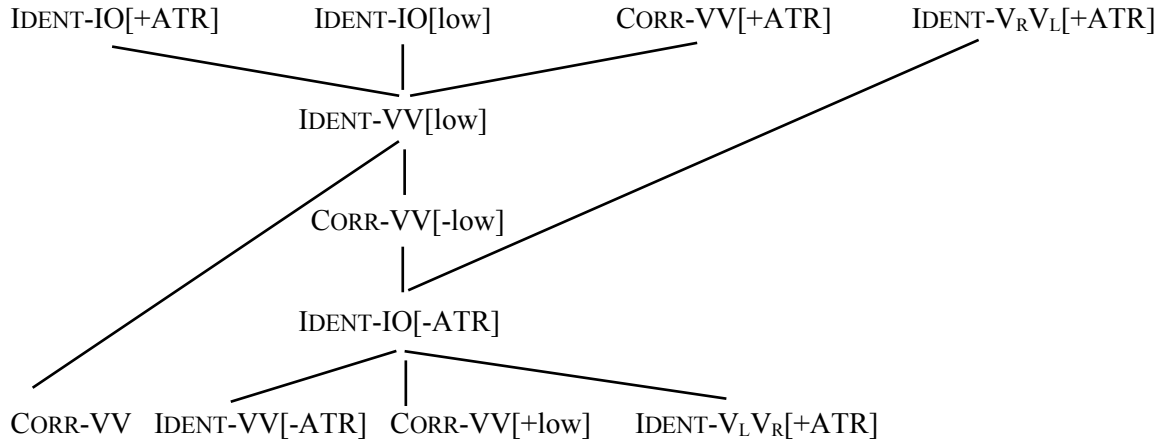 IDENT-IO[+ATR] IDENT-IO[low] CORR-VV[+ATR] IDENT-VRVL[+ATR]
IDENT-VV[low]
CORR-VV[-low]
IDENT-IO[-ATR]
CORR-VV IDENT-VV[-ATR] CORR-VV[+low] IDENT-VLVR[+ATR]